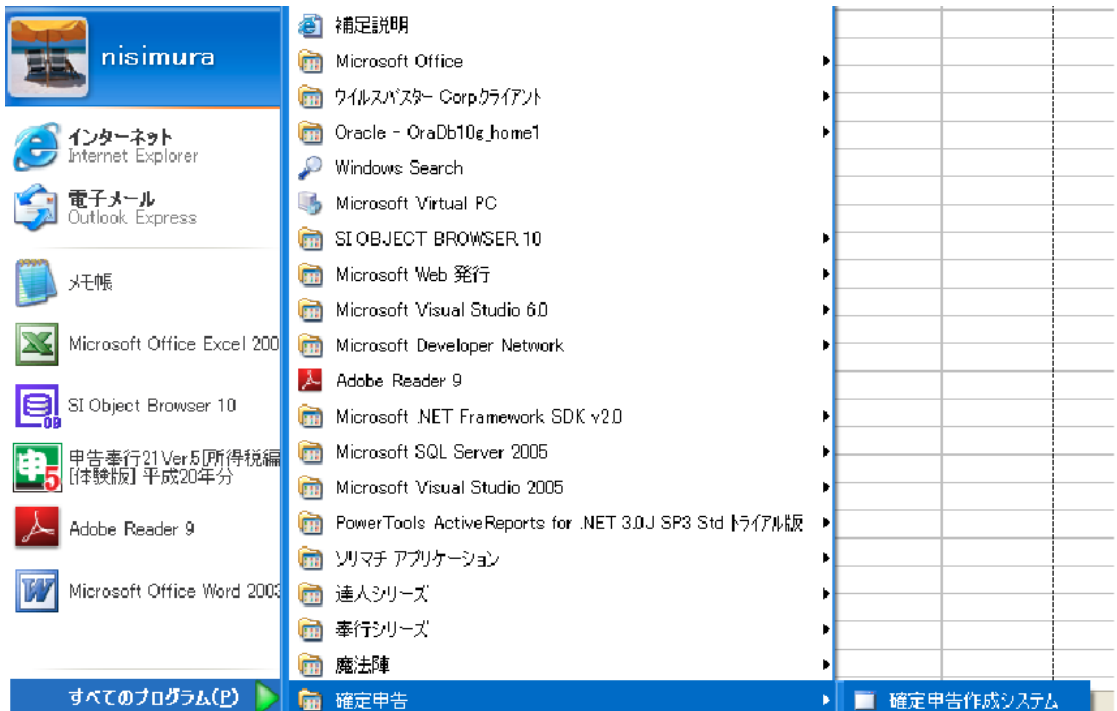 nisimura
インターネット
Internet Explorer
電子メール
Outlook Express
メモ帳
Microsoft Office Excel 200
SI Object Browser 10
申告奉行21 Ver.5[所得税編
[体験版] 平成20年分
Adobe Reader 9
Microsoft Office Word 2003
すべてのプログラム(P)
補足説明
Microsoft Office
ウイルスバスター Corp.クライアント
Oracle - OraDb10g_home1
Windows Search
Microsoft Virtual PC
SI OBJECT BROWSER 10
Microsoft Web 発行
Microsoft Visual Studio 6.0
Microsoft Developer Network
Adobe Reader 9
Microsoft .NET Framework SDK v2.0
Microsoft SQL Server 2005
Microsoft Visual Studio 2005
PowerTools ActiveReports for .NET 3.0J SP3 Std トライアル版
ソリマチ アプリケーション
達人シリーズ
奉行シリーズ
魔法陣
確定申告
確定申告作成システム